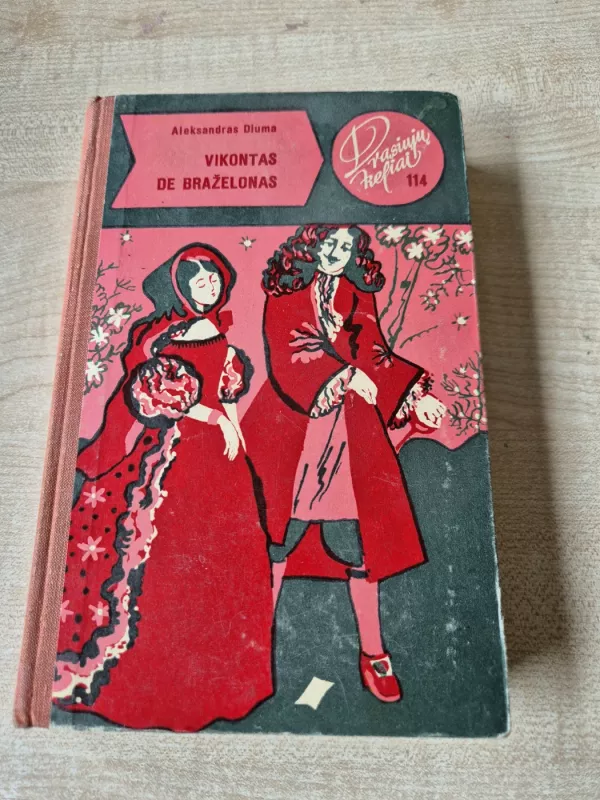 Aleksandras Diuma
VIKONTAS
DE BRAŽELONAS
Drąsiųjų
keliai
114